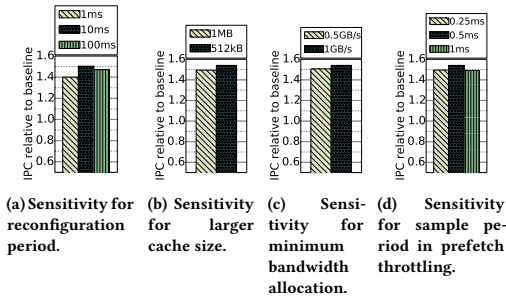 1ms
10ms
100ms
IPC relative to baseline
1.6
1.4
1.2
1.0
0.8
0.6
(a) Sensitivity for
reconfiguration
period.
1MB
512kB
IPC relative to baseline
1.6
1.4
1.2
1.0
0.8
0.6
(b) Sensitivity
for larger
cache size.
0.5GB/s
1GB/s
IPC relative to baseline
1.6
1.4
1.2
1.0
0.8
0.6
(c) Sensi-
tivity for
minimum
bandwidth
allocation.
0.25ms
0.5ms
1ms
IPC relative to baseline
1.6
1.4
1.2
1.0
0.8
0.6
(d) Sensitivity
for sample pe-
riod in prefetch
throttling.